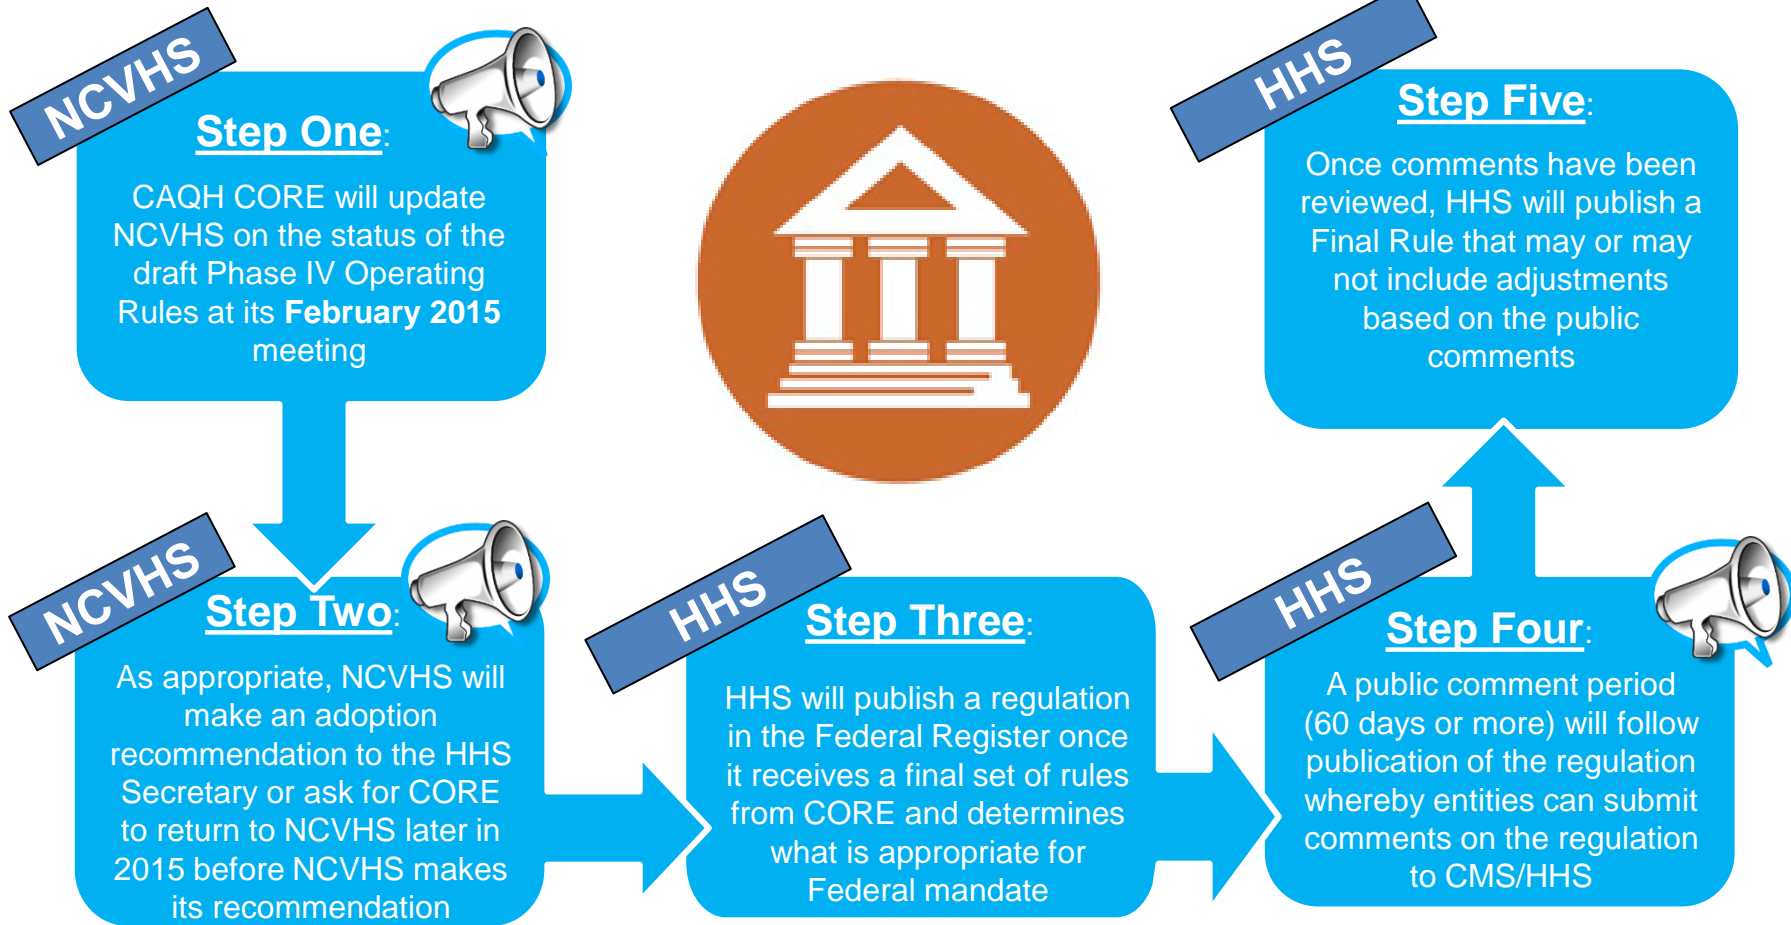 NCVHS
Step One:
CAQH CORE will update
NCVHS on the status of the
draft Phase IV Operating
Rules at its February 2015
meeting
NCVHS
Step Two:
As appropriate, NCVHS will
make an adoption
recommendation to the HHS
Secretary or ask for CORE
to return to NCVHS later in
2015 before NCVHS makes
its recommendation
HHS
Step Three:
HHS will publish a regulation
in the Federal Register once
it receives a final set of rules
from CORE and determines
what is appropriate for
Federal mandate
HHS
Step Four:
A public comment period
(60 days or more) will follow
publication of the regulation
whereby entities can submit
comments on the regulation
to CMS/HHS
HHS
Step Five:
Once comments have been
reviewed, HHS will publish a
Final Rule that may or may
not include adjustments
based on the public
comments